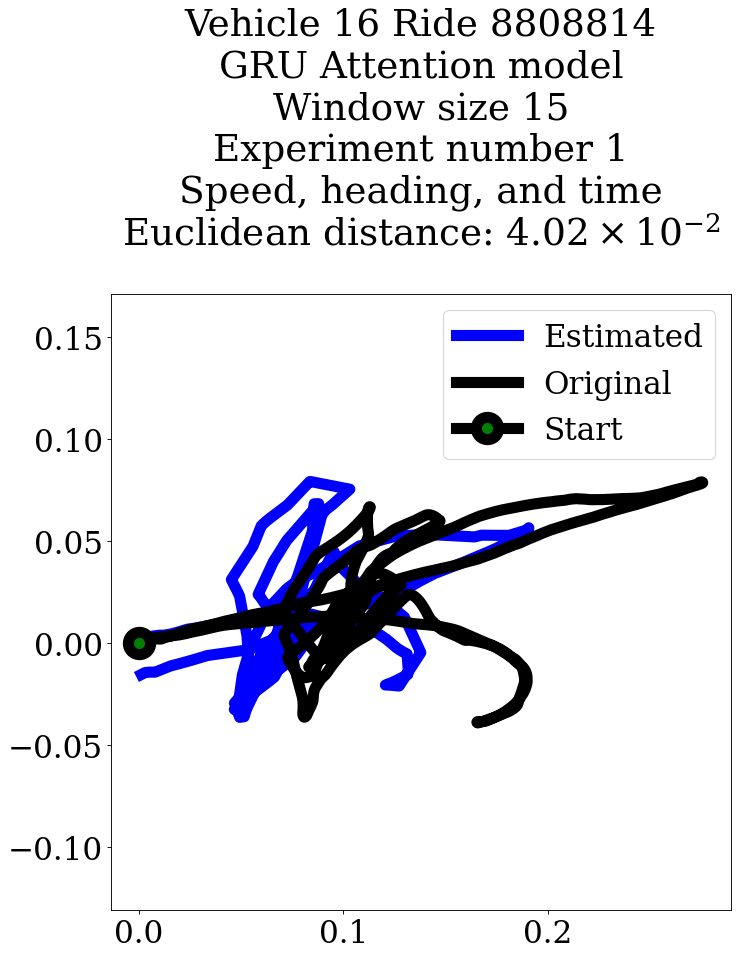 Vehicle 16 Ride 8808814
GRU Attention model
Window size 15
Experiment number 1
Speed, heading, and time
Euclidean distance: 4.02 × 10⁻²
Estimated
Original
Start
0.15
0.10
0.05
0.00
−0.05
−0.10
0.0 0.1 0.2